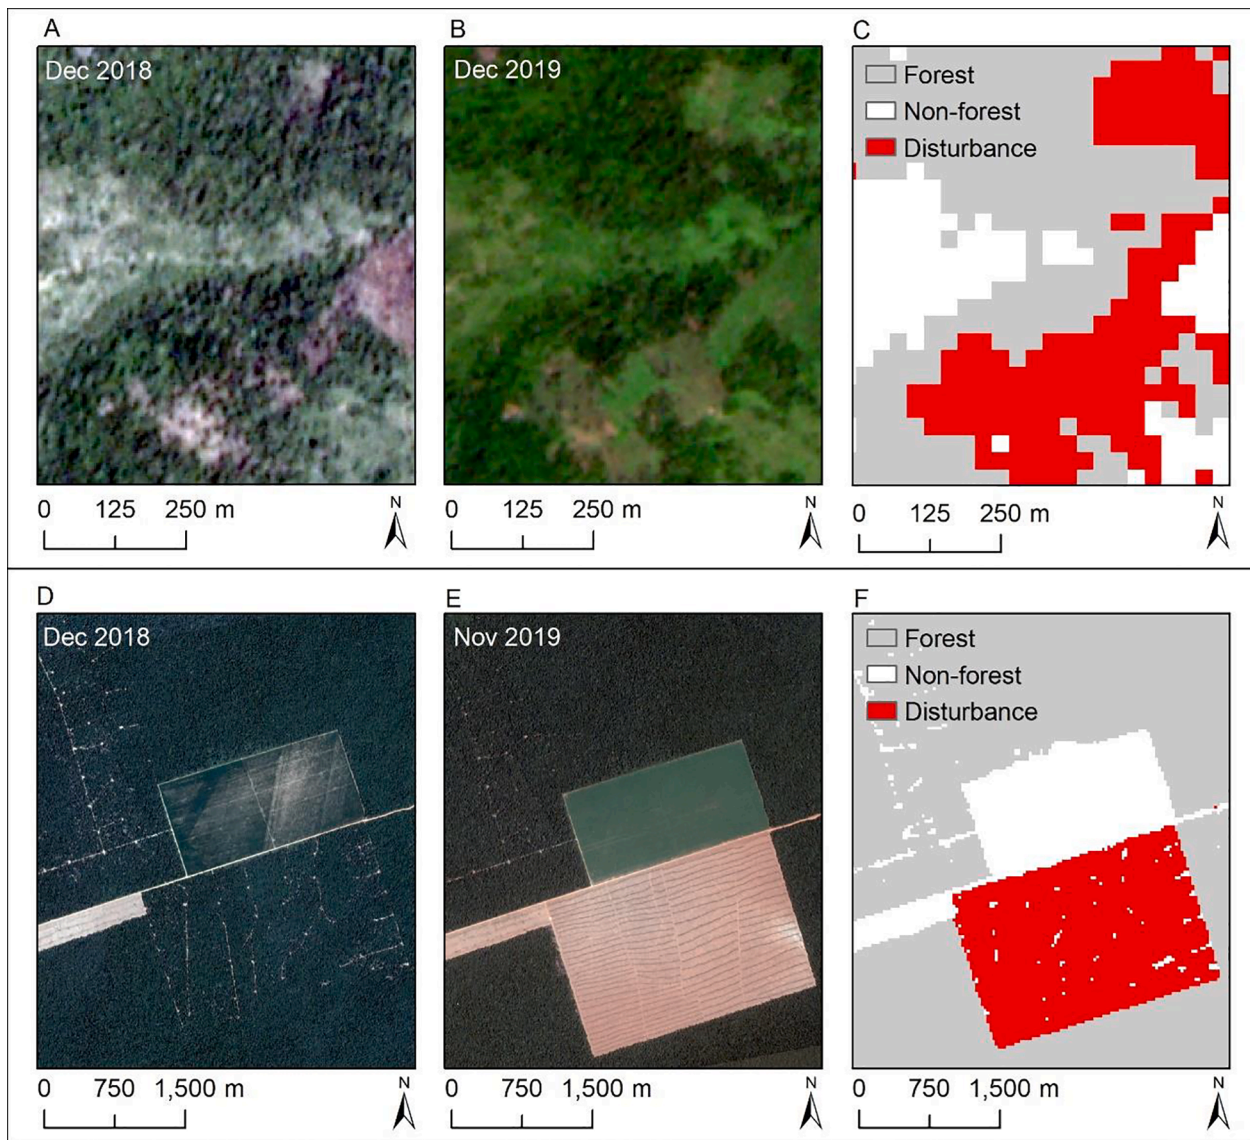 A
B
C
Dec 2018
Dec 2019
Forest
Non-forest
Disturbance
0 125 250 m
N
0 125 250 m
N
0 125 250 m
N
D
E
F
Dec 2018
Nov 2019
Forest
Non-forest
Disturbance
0 750 1,500 m
N
0 750 1,500 m
N
0 750 1,500 m
N